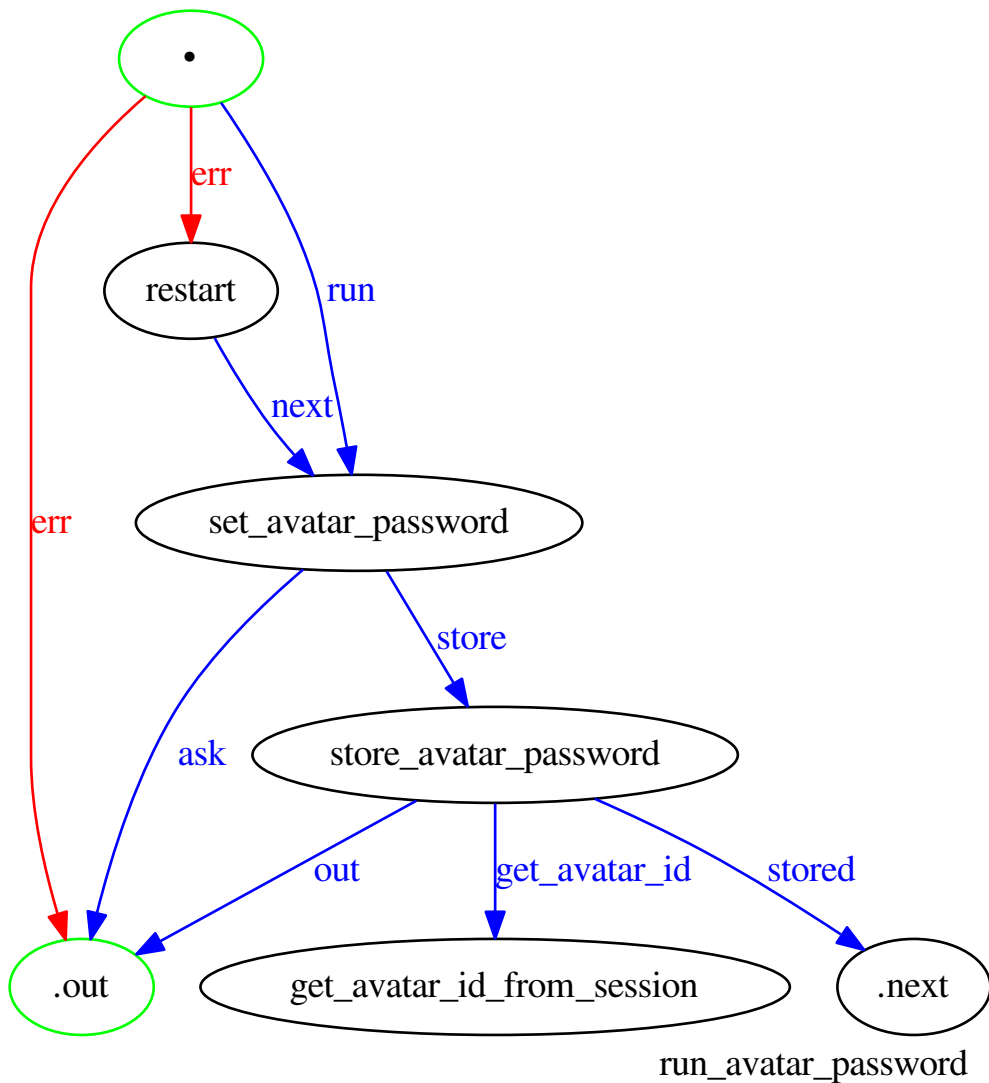 •
err
restart
run
next
set_avatar_password
err
store
ask
store_avatar_password
out
get_avatar_id
stored
.out
get_avatar_id_from_session
.next
run_avatar_password